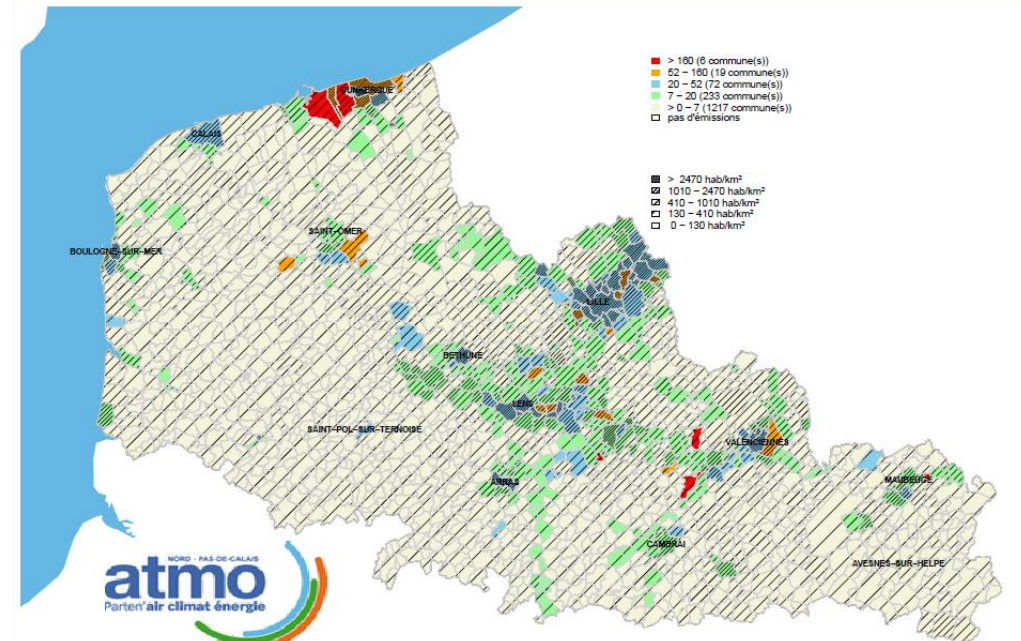 > 160 (6 commune(s))
52 – 160 (19 commune(s))
20 – 52 (72 commune(s))
7 – 20 (233 commune(s))
> 0 – 7 (1217 commune(s))
pas d'émissions
> 2470 hab/km²
1010 – 2470 hab/km²
410 – 1010 hab/km²
130 – 410 hab/km²
0 – 130 hab/km²
DUNKERQUE
CALAIS
SAINT-OMER
BOULOGNE-SUR-MER
LILLE
BETHUNE
LENS
SAINT-POL-SUR-TERNOISE
VALENCIENNES
ARRAS
MAUBEUGE
CAMBRAI
AVESNES-SUR-HELPE
NORD - PAS-DE-CALAIS
atmo
Parten'air climat énergie